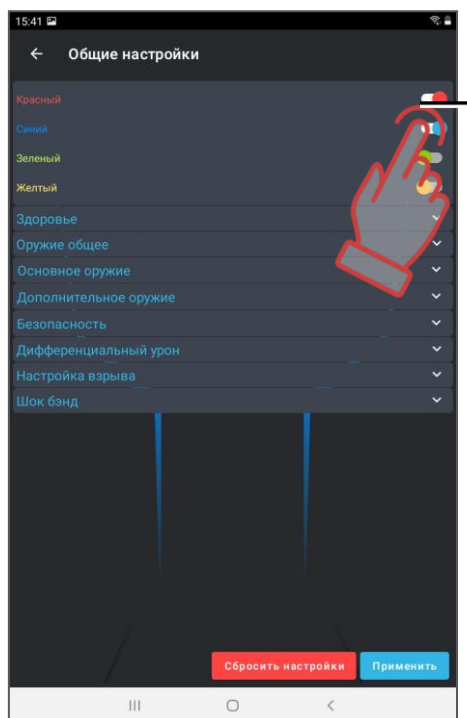 15:41
Общие настройки
Красный
Синий
Зеленый
Желтый
Здоровье
Оружие общее
Основное оружие
Дополнительное оружие
Безопасность
Дифференциальный урон
Настройка взрыва
Шок бэнд
Сбросить настройки Применить